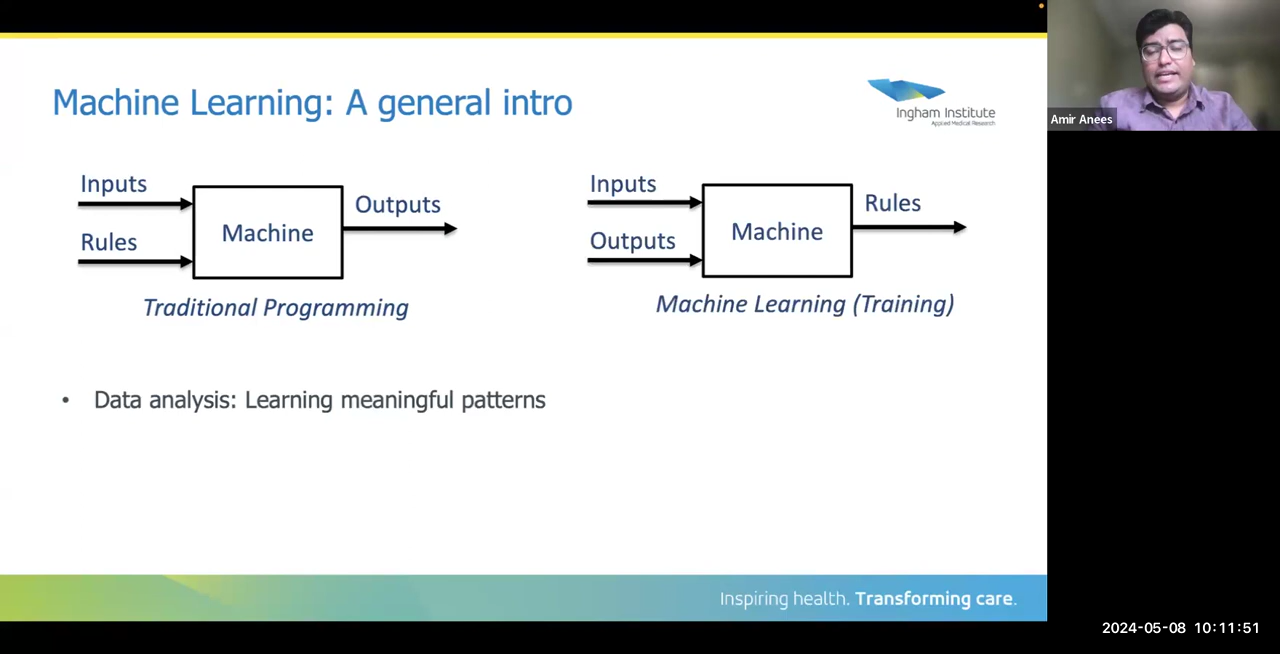 Machine Learning: A general intro
Ingham Institute
Applied Medical Research
Amir Anees
Inputs
Rules
Machine
Outputs
Traditional Programming
Inputs
Outputs
Machine
Rules
Machine Learning (Training)
• Data analysis: Learning meaningful patterns
Inspiring health. Transforming care.
2024-05-08 10:11:51